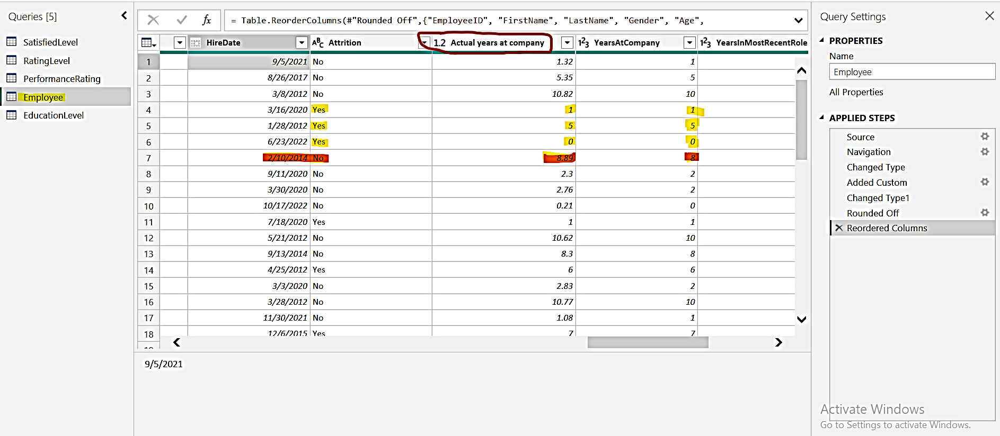 Queries [5]
SatisfiedLevel
RatingLevel
PerformanceRating
Employee
EducationLevel
fx = Table.ReorderColumns(#"Rounded Off",{"EmployeeID", "FirstName", "LastName", "Gender", "Age",
HireDate ABC Attrition 1.2 Actual years at company 123 YearsAtCompany 123 YearsInMostRecentRole
1 9/5/2021 No 1.32 1
2 8/26/2017 No 5.35 5
3 3/8/2012 No 10.82 10
4 3/16/2020 Yes 1 1
5 1/28/2012 Yes 5 5
6 6/23/2022 Yes 0 0
7 2/10/2014 No 8.89 8
8 9/11/2020 No 2.3 2
9 3/30/2020 No 2.76 2
10 10/17/2022 No 0.21 0
11 7/18/2020 Yes 1 1
12 5/21/2012 No 10.62 10
13 9/13/2014 No 8.3 8
14 4/25/2012 Yes 6 6
15 3/3/2020 No 2.83 2
16 3/28/2012 No 10.77 10
17 11/30/2021 No 1.08 1
18 12/6/2015 Yes 7 7
9/5/2021
Query Settings
PROPERTIES
Name
Employee
All Properties
APPLIED STEPS
Source
Navigation
Changed Type
Added Custom
Changed Type1
Rounded Off
Reordered Columns
Activate Windows
Go to Settings to activate Windows.